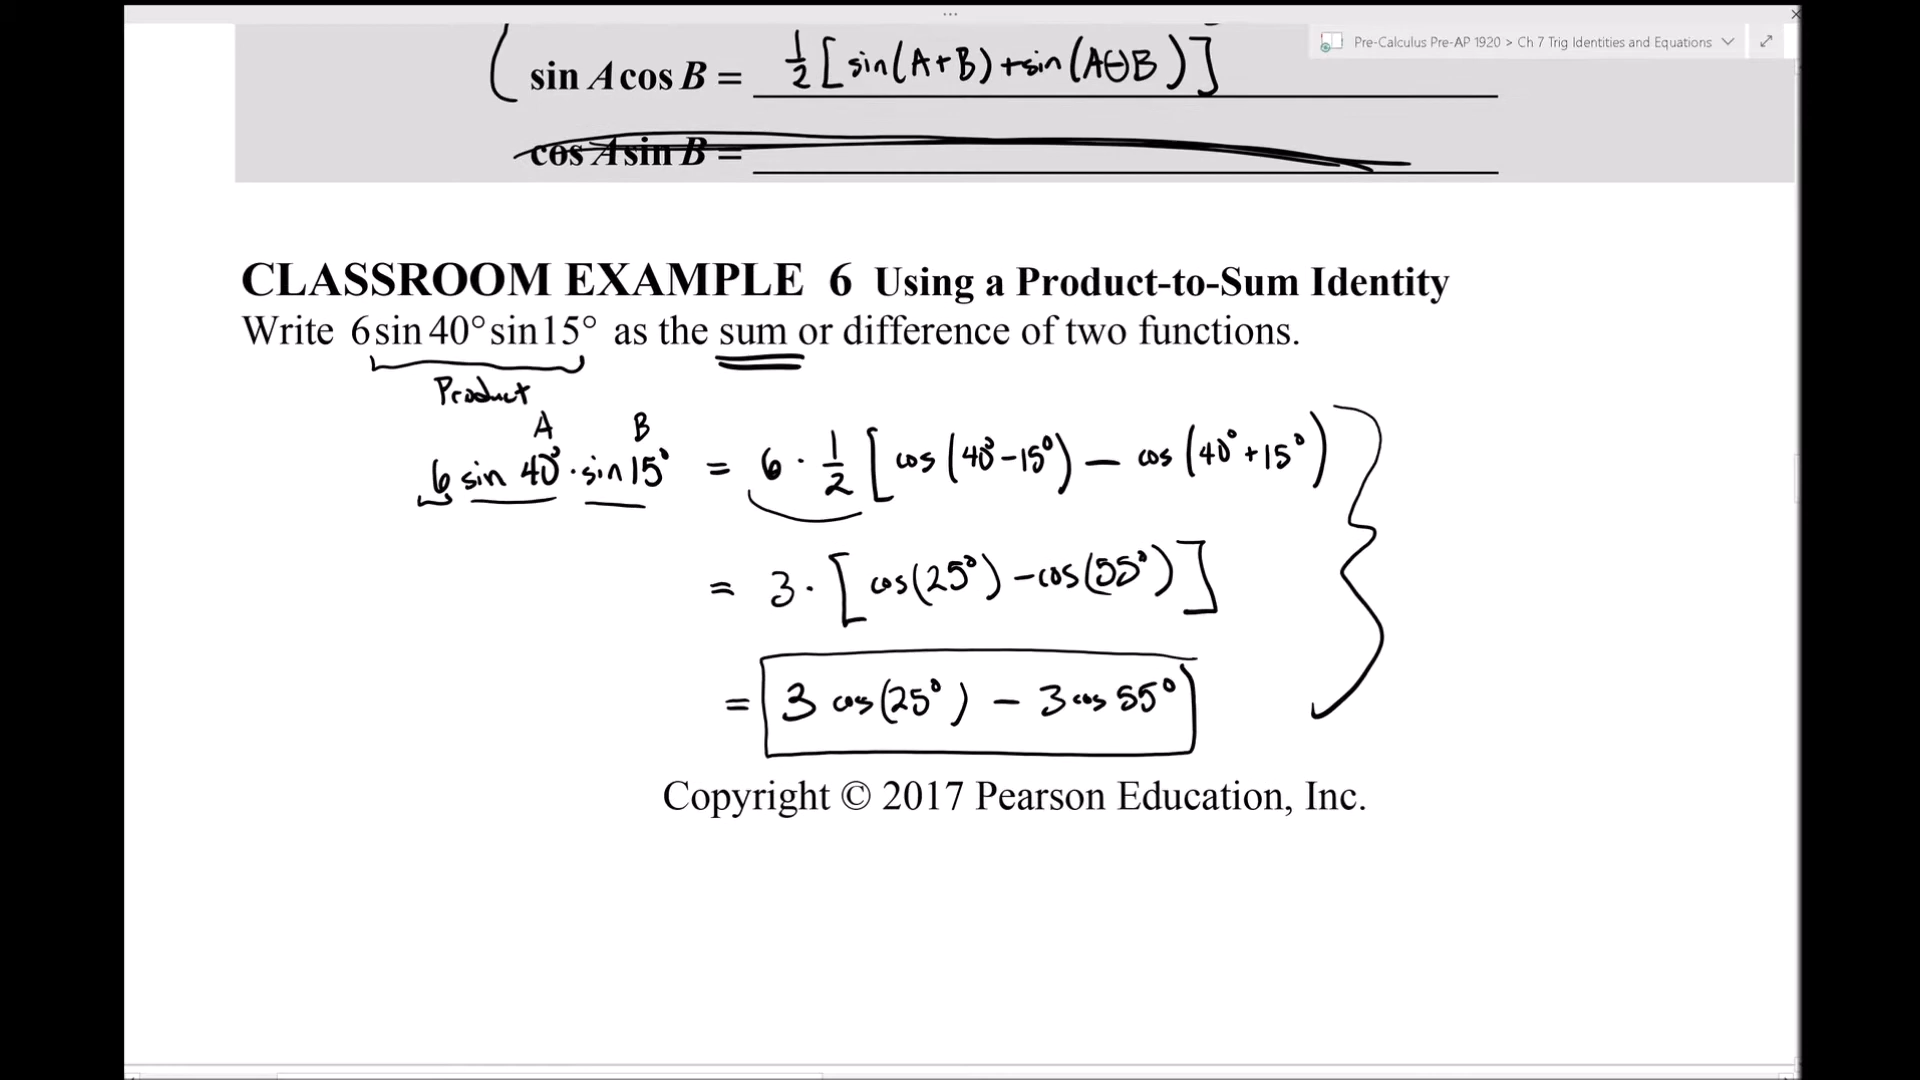 Pre-Calculus Pre-AP 1920 > Ch 7 Trig Identities and Equations
sin A cos B = ½ [sin(A+B) + sin(A-B)]
cos A sin B =
CLASSROOM EXAMPLE 6 Using a Product-to-Sum Identity
Write 6 sin 40° sin 15° as the sum or difference of two functions.
Product
A B
6 sin 40° · sin 15° = 6 · ½ [cos (40°-15°) - cos (40°+15°)
= 3 · [cos(25°) - cos(55°)]
= 3 cos(25°) - 3 cos 55°
Copyright © 2017 Pearson Education, Inc.